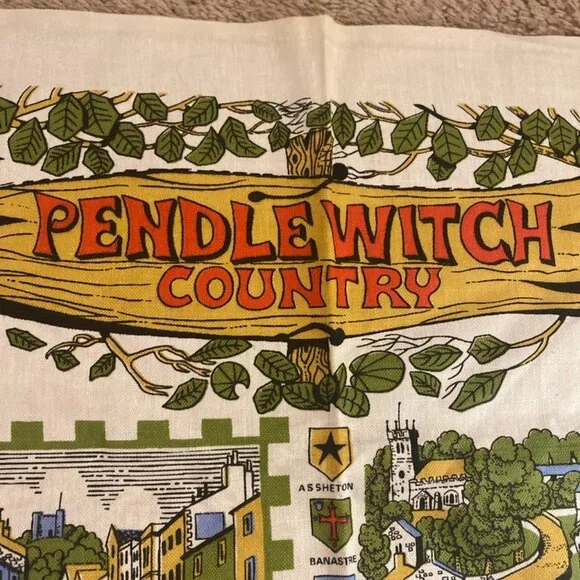 PENDLE WITCH
COUNTRY
ASSHETON
BANASTRE